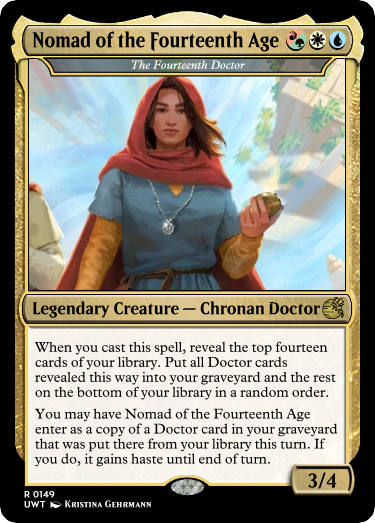 Nomad of the Fourteenth Age
The Fourteenth Doctor
Legendary Creature — Chronan Doctor
When you cast this spell, reveal the top fourteen
cards of your library. Put all Doctor cards
revealed this way into your graveyard and the rest
on the bottom of your library in a random order.
You may have Nomad of the Fourteenth Age
enter as a copy of a Doctor card in your graveyard
that was put there from your library this turn. If
you do, it gains haste until end of turn.
3/4
R 0149
UWT Kristina Gehrmann